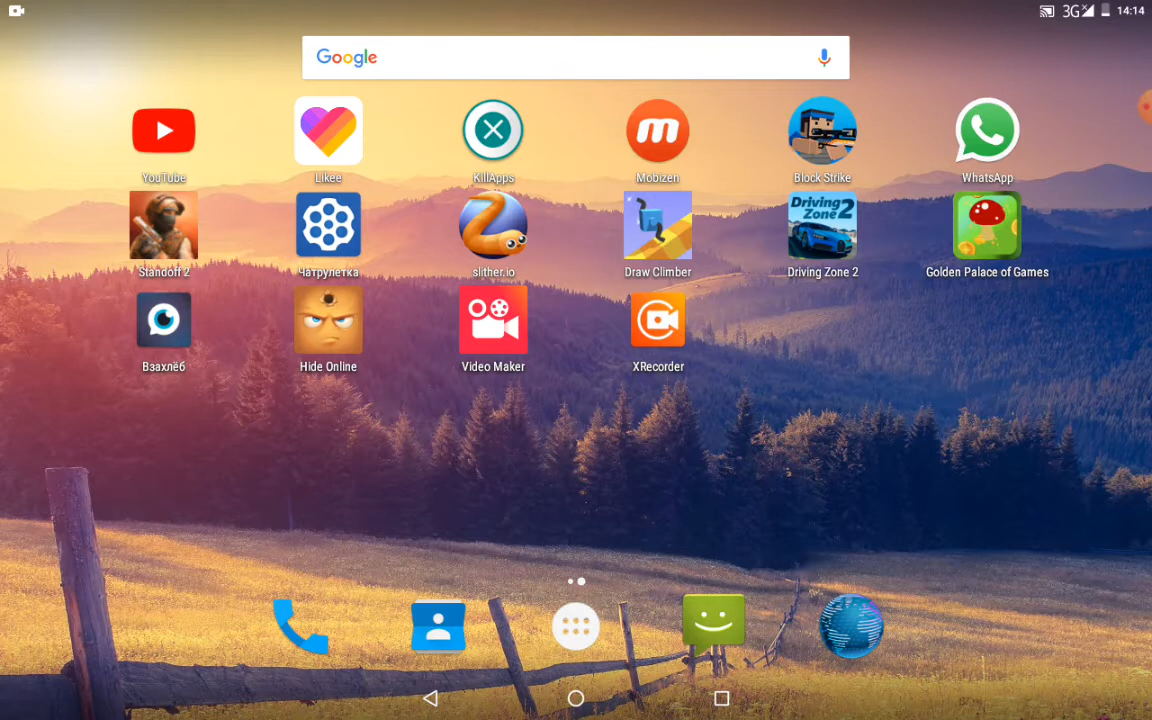 3G 14:14
Google
YouTube Likee KillApps Mobizen Block Strike WhatsApp
Standoff 2 Чатрулетка slither.io Draw Climber Driving Zone 2 Golden Palace of Games
Взахлёб Hide Online Video Maker XRecorder